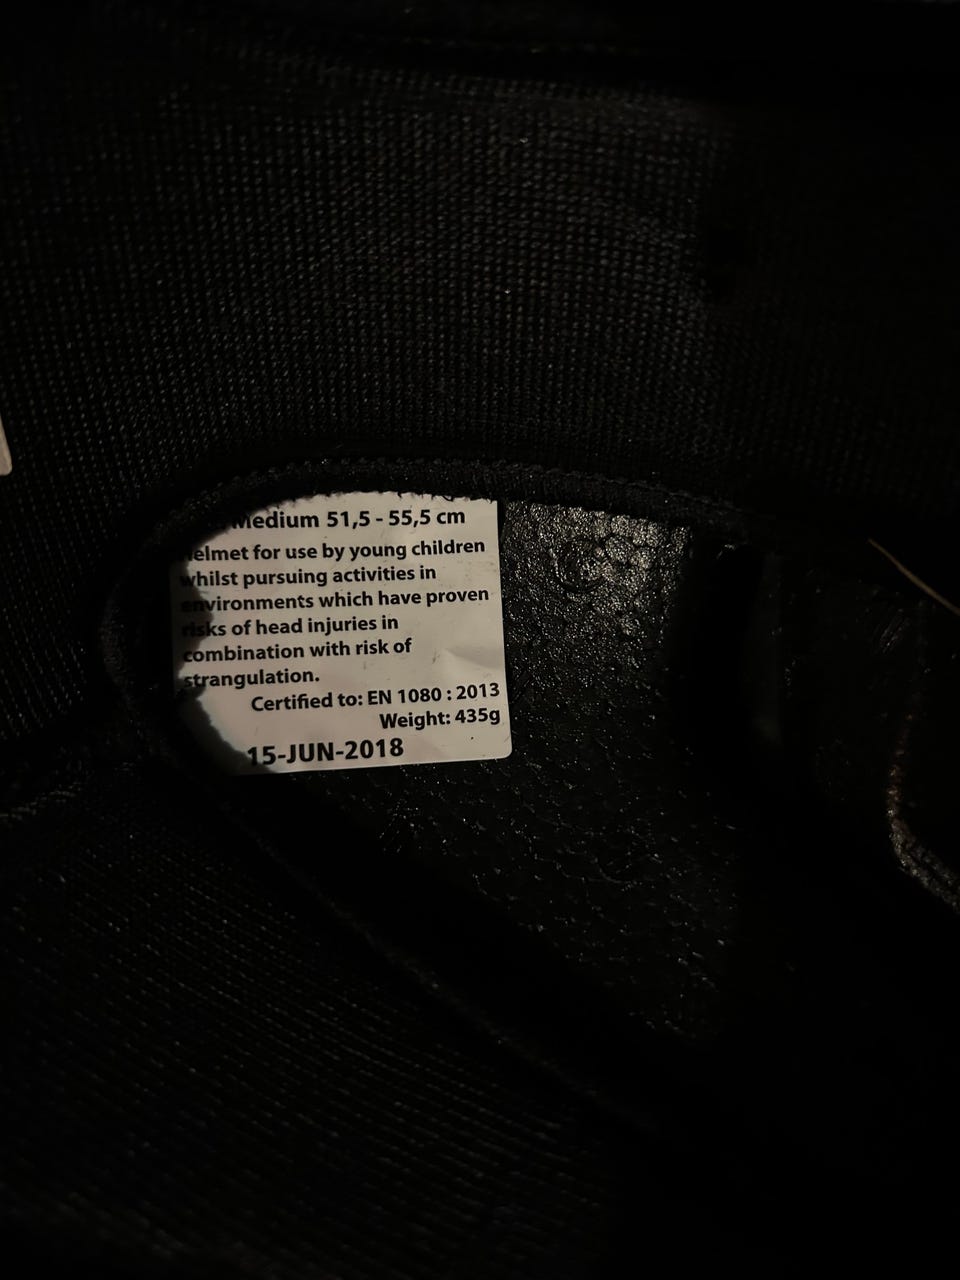 Medium 51,5 - 55,5 cm
Helmet for use by young children
whilst pursuing activities in
environments which have proven
risks of head injuries in
combination with risk of
strangulation.
Certified to: EN 1080 : 2013
Weight: 435g
15-JUN-2018